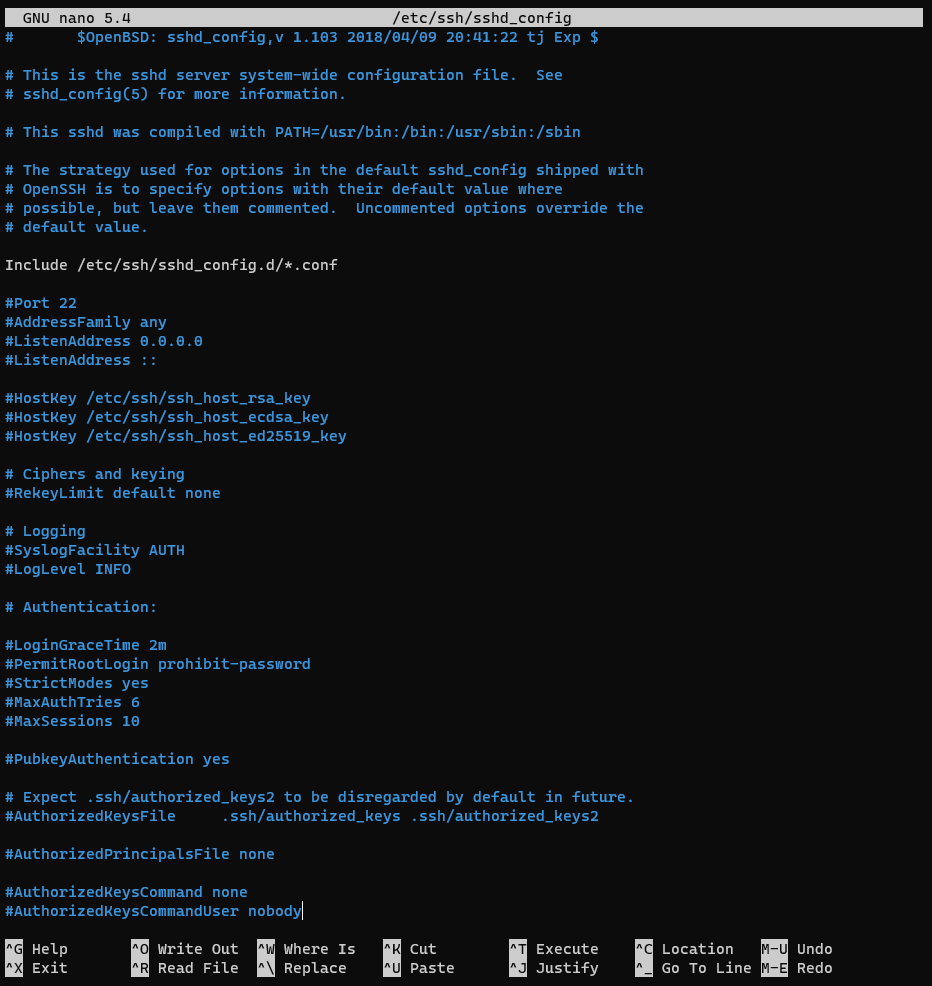 GNU nano 5.4 /etc/ssh/sshd_config
# $OpenBSD: sshd_config,v 1.103 2018/04/09 20:41:22 tj Exp $
# This is the sshd server system-wide configuration file.  See
# sshd_config(5) for more information.
# This sshd was compiled with PATH=/usr/bin:/bin:/usr/sbin:/sbin
# The strategy used for options in the default sshd_config shipped with
# OpenSSH is to specify options with their default value where
# possible, but leave them commented.  Uncommented options override the
# default value.
Include /etc/ssh/sshd_config.d/*.conf
#Port 22
#AddressFamily any
#ListenAddress 0.0.0.0
#ListenAddress ::
#HostKey /etc/ssh/ssh_host_rsa_key
#HostKey /etc/ssh/ssh_host_ecdsa_key
#HostKey /etc/ssh/ssh_host_ed25519_key
# Ciphers and keying
#RekeyLimit default none
# Logging
#SyslogFacility AUTH
#LogLevel INFO
# Authentication:
#LoginGraceTime 2m
#PermitRootLogin prohibit-password
#StrictModes yes
#MaxAuthTries 6
#MaxSessions 10
#PubkeyAuthentication yes
# Expect .ssh/authorized_keys2 to be disregarded by default in future.
#AuthorizedKeysFile     .ssh/authorized_keys .ssh/authorized_keys2
#AuthorizedPrincipalsFile none
#AuthorizedKeysCommand none
#AuthorizedKeysCommandUser nobody
^G Help ^O Write Out ^W Where Is ^K Cut ^T Execute ^C Location M-U Undo
^X Exit ^R Read File ^\ Replace ^U Paste ^J Justify ^_ Go To Line M-E Redo